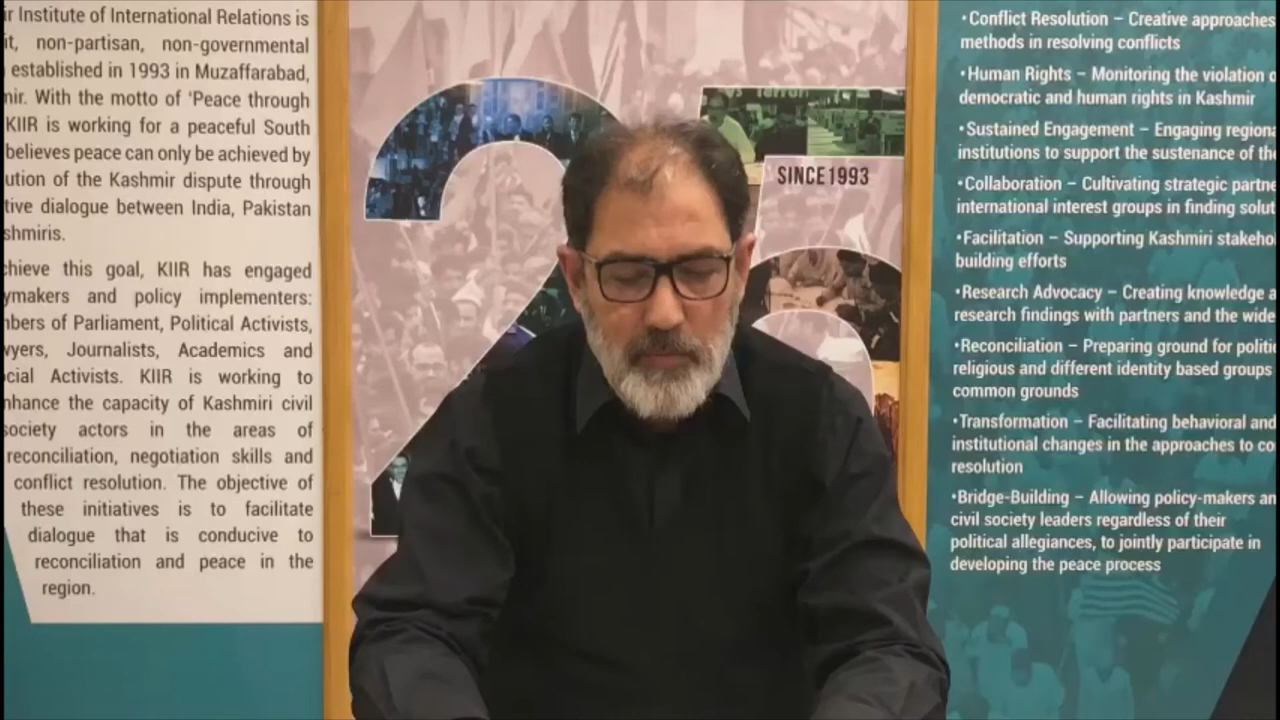 ir Institute of International Relations is
it, non-partisan, non-governmental
established in 1993 in Muzaffarabad,
mir. With the motto of 'Peace through
KIIR is working for a peaceful South
believes peace can only be achieved by
ution of the Kashmir dispute through
tive dialogue between India, Pakistan
shmiris.
chieve this goal, KIIR has engaged
ymakers and policy implementers:
nbers of Parliament, Political Activists,
wyers, Journalists, Academics and
cial Activists. KIIR is working to
nhance the capacity of Kashmiri civil
society actors in the areas of
reconciliation, negotiation skills and
conflict resolution. The objective of
these initiatives is to facilitate
dialogue that is conducive to
reconciliation and peace in the
region.
25
SINCE1993
•Conflict Resolution – Creative approaches
methods in resolving conflicts
•Human Rights – Monitoring the violation o
democratic and human rights in Kashmir
•Sustained Engagement – Engaging regiona
institutions to support the sustenance of the
•Collaboration – Cultivating strategic partne
international interest groups in finding solut
•Facilitation – Supporting Kashmiri stakeho
building efforts
•Research Advocacy – Creating knowledge a
research findings with partners and the wide
•Reconciliation – Preparing ground for politi
religious and different identity based groups
common grounds
•Transformation – Facilitating behavioral and
institutional changes in the approaches to co
resolution
•Bridge-Building – Allowing policy-makers an
civil society leaders regardless of their
political allegiances, to jointly participate in
developing the peace process